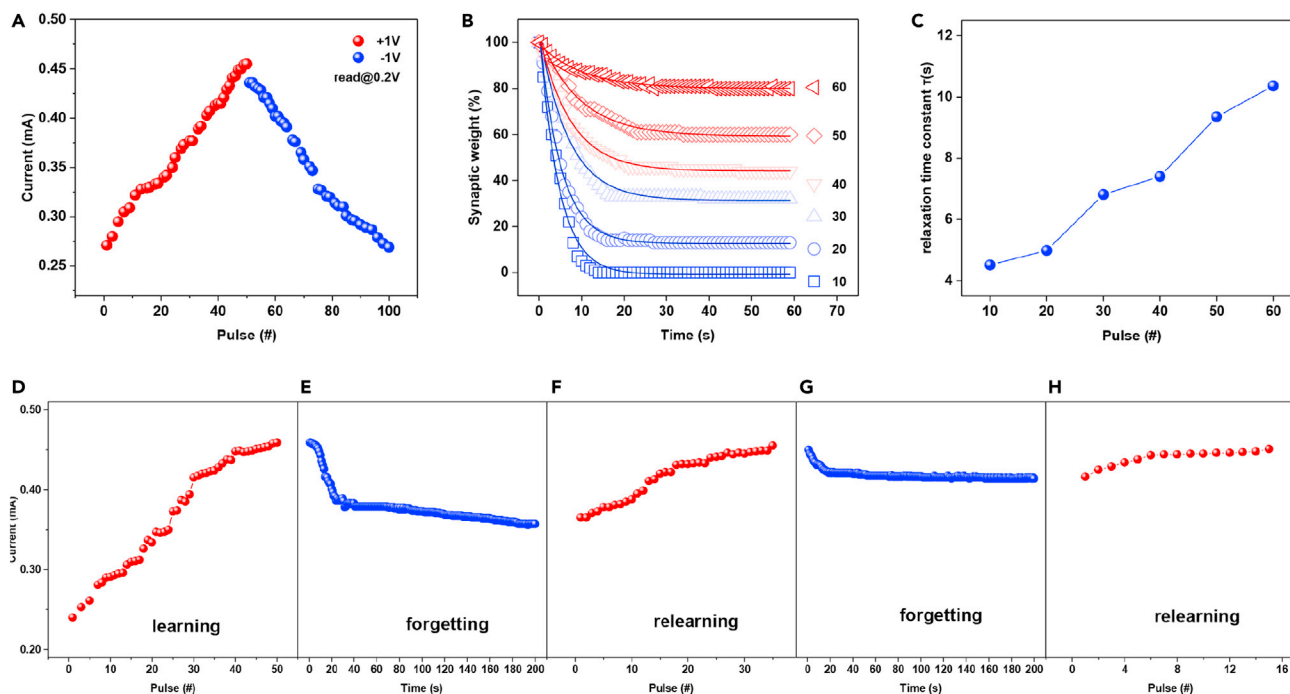 A
0.50
0.45
0.40
0.35
0.30
0.25
Current (mA)
+1V
-1V
read@0.2V
0 20 40 60 80 100
Pulse (#)
B
100
80
60
40
20
0
Synaptic weight (%)
60
50
40
30
20
10
-10 0 10 20 30 40 50 60 70
Time (s)
C
10
8
6
4
relaxation time constant τ(s)
10 20 30 40 50 60
Pulse (#)
D
0.50
0.40
0.30
0.20
Current (mA)
learning
0 10 20 30 40 50
Pulse (#)
E
forgetting
0 20 40 60 80 100 120 140 160 180 200
Time (s)
F
relearning
0 10 20 30
Pulse (#)
G
forgetting
0 20 40 60 80 100 120 140 160 180 200
Time (s)
H
relearning
0 4 8 12 16
Pulse (#)